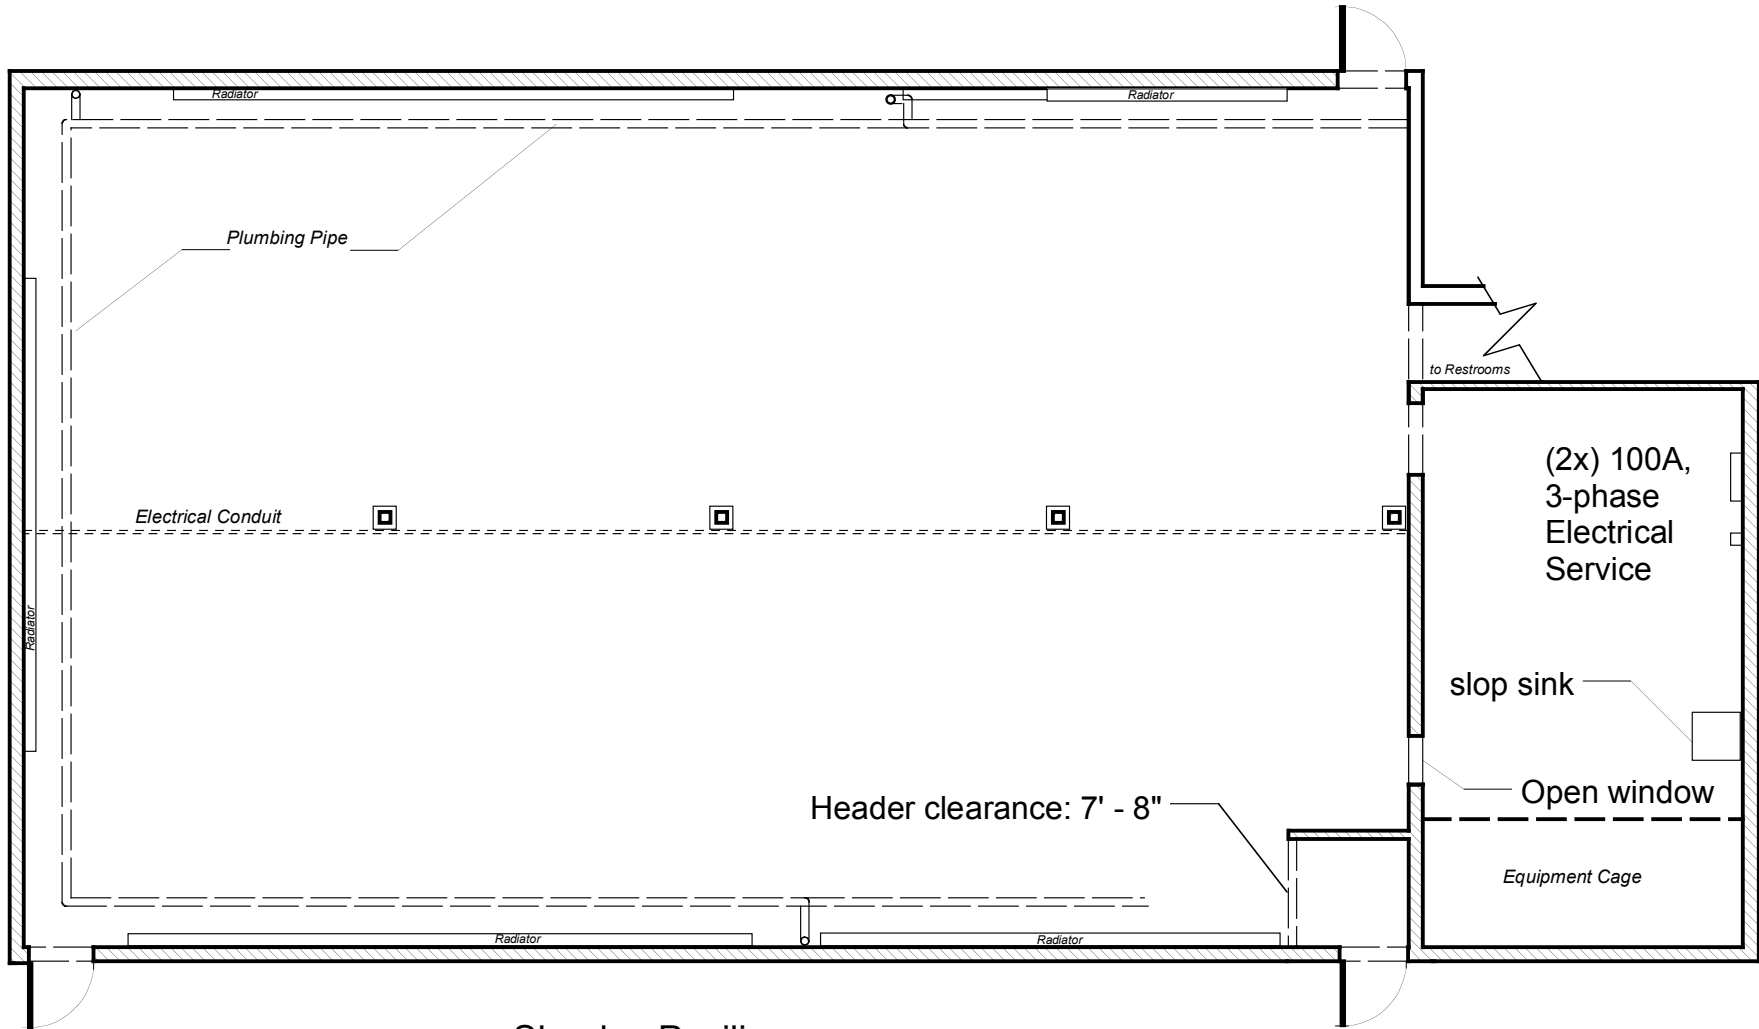 Radiator
Radiator
Plumbing Pipe
to Restrooms
(2x) 100A,
3-phase
Electrical
Service
Electrical Conduit
Radiator
slop sink
Open window
Header clearance: 7' - 8"
Equipment Cage
Radiator
Radiator